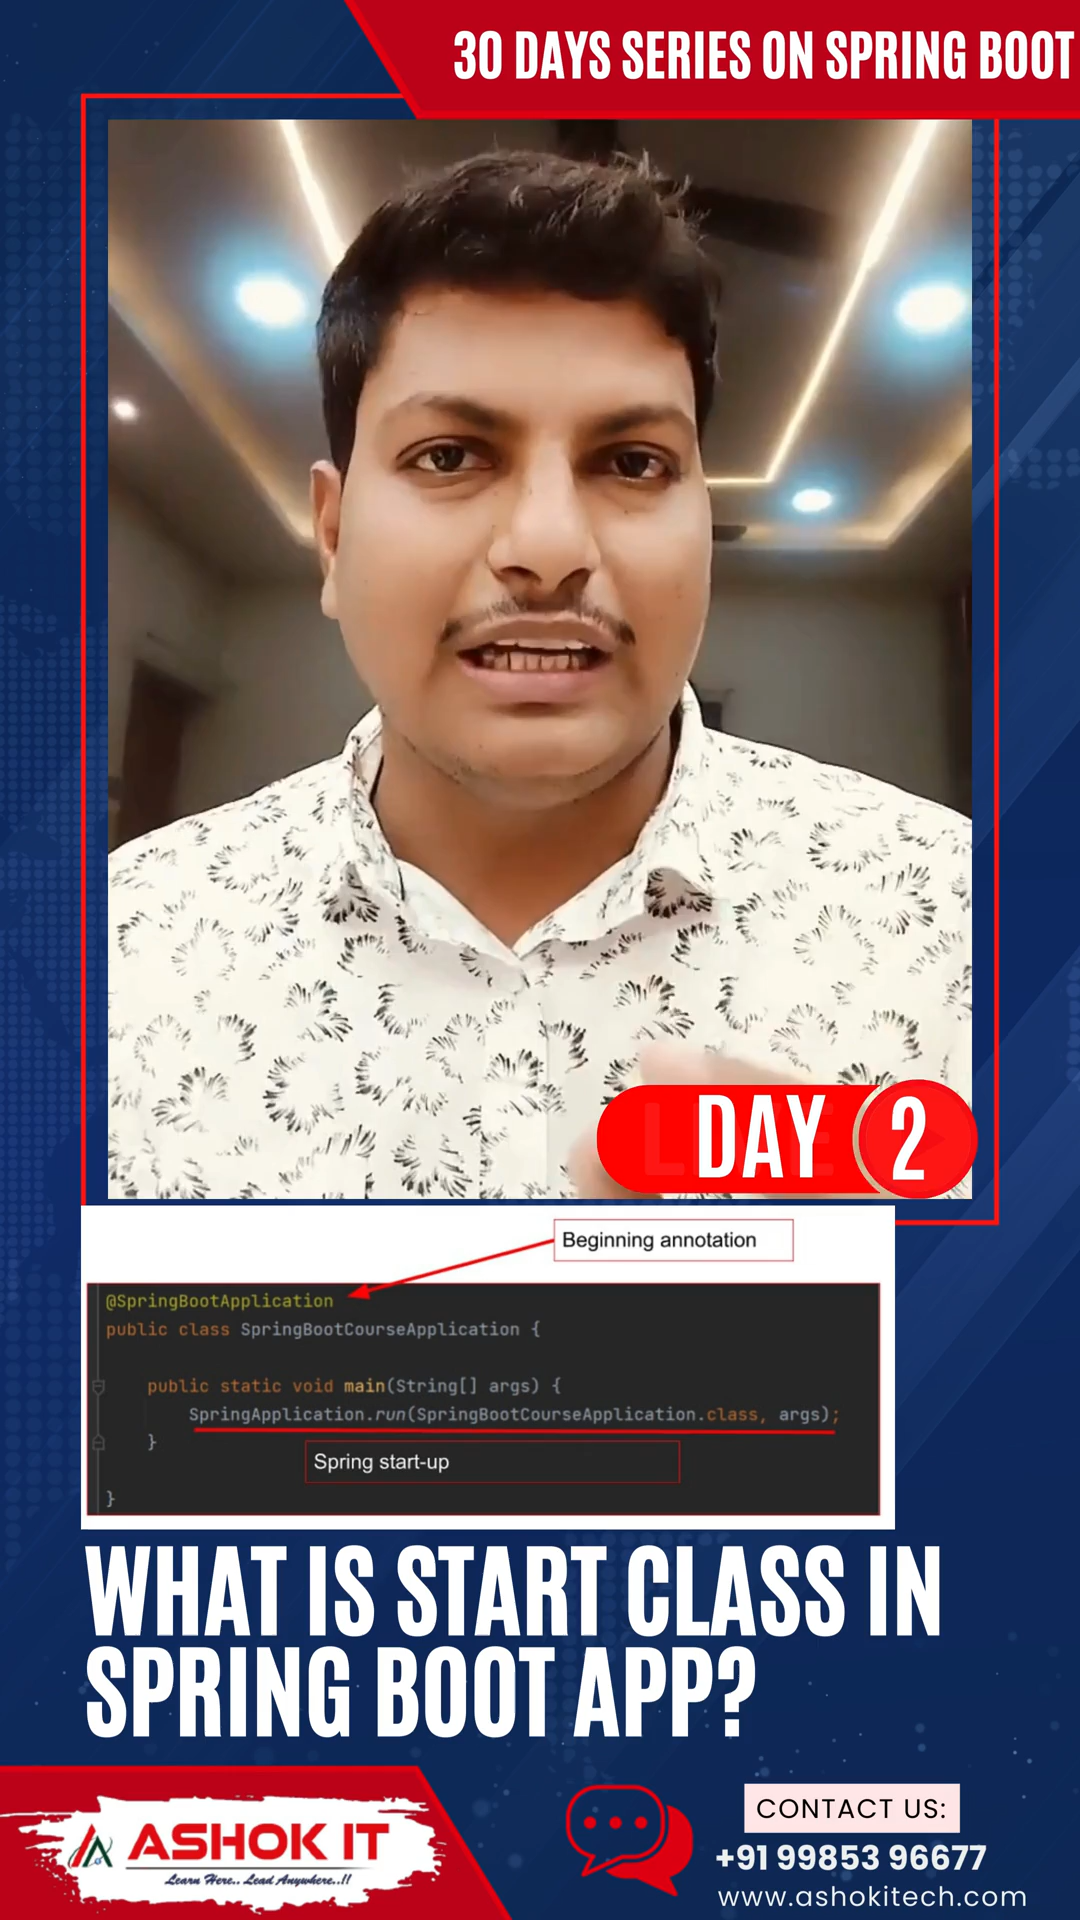 30 DAYS SERIES ON SPRING BOOT
DAY 2
Beginning annotation
@SpringBootApplication
public class SpringBootCourseApplication {
public static void main(String[] args) {
SpringApplication.run(SpringBootCourseApplication.class, args);
}
Spring start-up
}
WHAT IS START CLASS IN
SPRING BOOT APP?
ASHOK IT
Learn Here.. Lead Anywhere..!!
CONTACT US:
+91 99853 96677
www.ashokitech.com